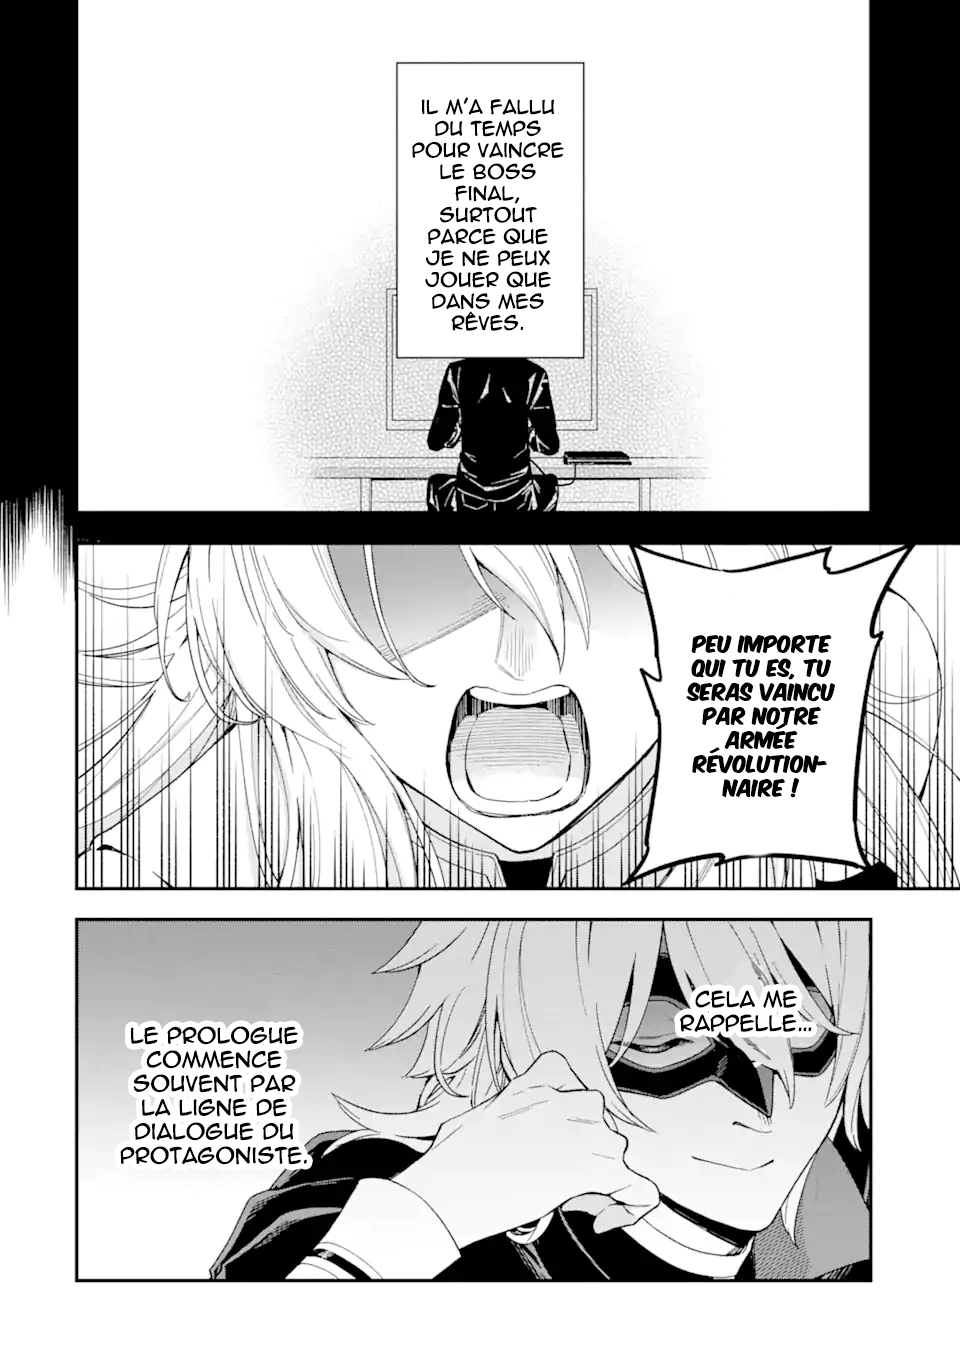 IL M'A FALLU
DU TEMPS
POUR VAINCRE
LE BOSS
FINAL,
SURTOUT
PARCE QUE
JE NE PEUX
JOUER QUE
DANS MES
RÊVES.
PEU IMPORTE
QUI TU ES, TU
SERAS VAINCU
PAR NOTRE
ARMÉE
RÉVOLUTION-
NAIRE !
CELA ME
RAPPELLE...
LE PROLOGUE
COMMENCE
SOUVENT PAR
LA LIGNE DE
DIALOGUE DU
PROTAGONISTE.